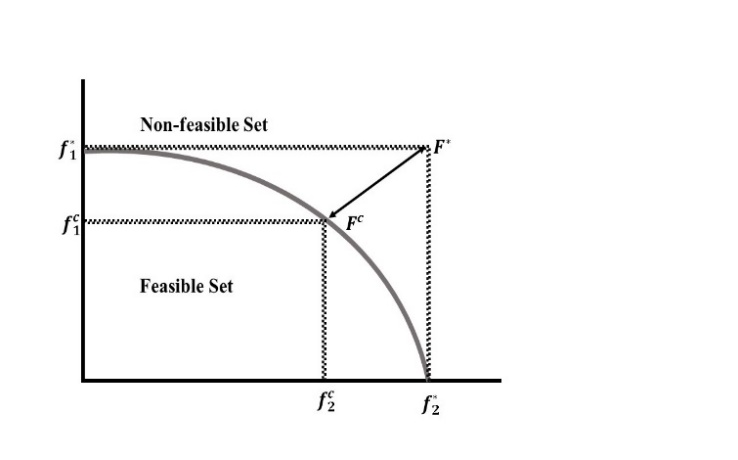 Non-feasible Set
f₁* F*
f₁ᶜ Fᶜ
Feasible Set
f₂ᶜ f₂*